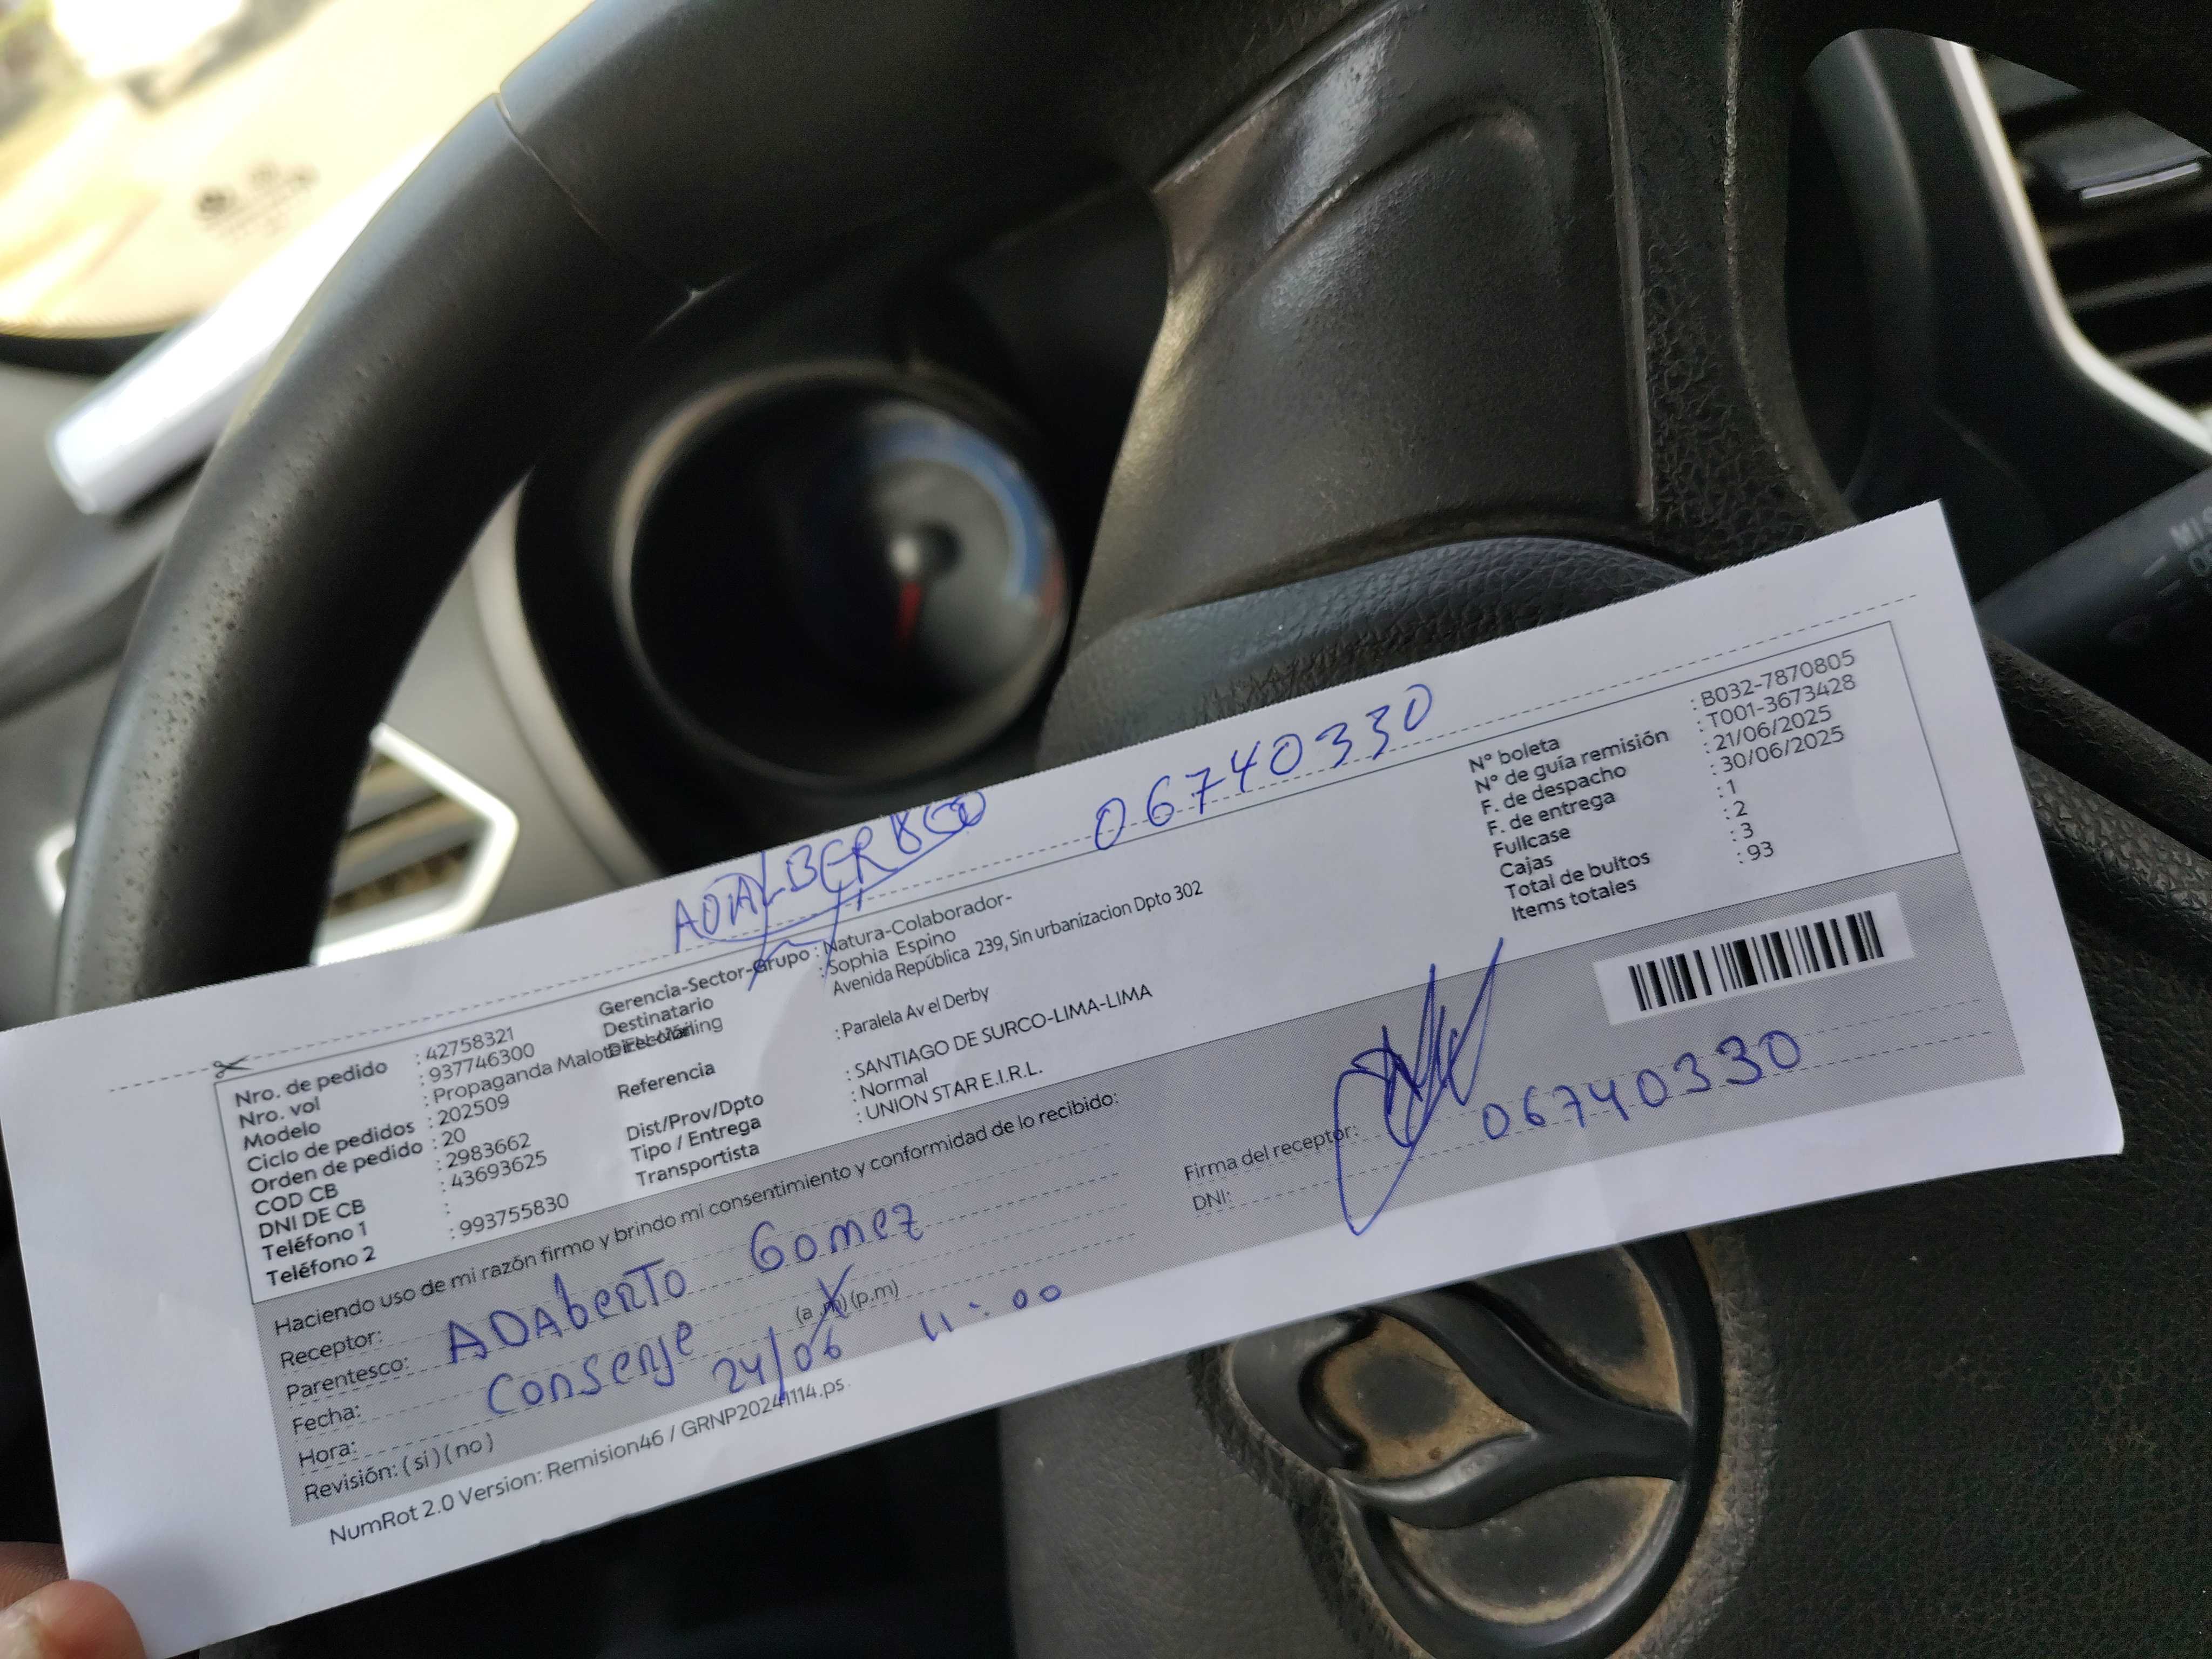 ADALBERTO
06740330
Nro. de pedido : 42758321
Nro. vol : 937746300
Modelo : Propaganda
Ciclo de pedidos : 202509
Orden de pedido : 20
COD CB : 2983662
DNI DE CB : 43693625
Teléfono 1 :
Teléfono 2 : 993755830
Gerencia-Sector-Grupo : Natura-Colaborador-
Destinatario : Sophia Espino
Dirección Avenida República 239, Sin urbanizacion Dpto 302
Referencia : Paralela Av el Derby
Dist/Prov/Dpto : SANTIAGO DE SURCO-LIMA-LIMA
Tipo / Entrega : Normal
Transportista : UNION STAR E.I.R.L.
N° boleta : B032-7870805
N° de guía remisión : T001-3673428
F. de despacho : 21/06/2025
F. de entrega : 30/06/2025
Fullcase : 1
Cajas : 2
Total de bultos : 3
Items totales : 93
Haciendo uso de mi razón firmo y brindo mi consentimiento y conformidad de lo recibido:
Receptor: ADAbERTO Gomez
Parentesco: Conserje
Fecha: 24/06
Hora: (a.m) (p.m) 11:00
Revisión: ( si ) ( no )
Firma del receptor:
DNI: 06740330
NumRot 2.0 Version: Remision46 / GRNP20241114.ps
MI